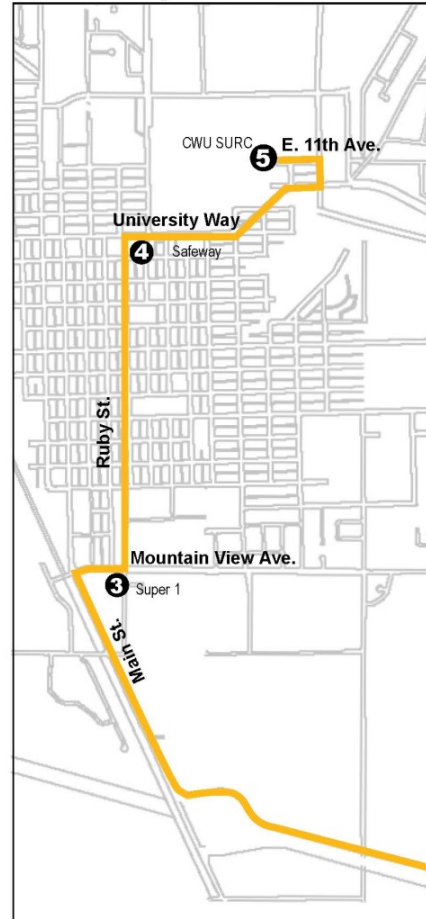 CWU SURC
5
E. 11th Ave.
University Way
4
Safeway
Ruby St.
Mountain View Ave.
3
Super 1
Main St.